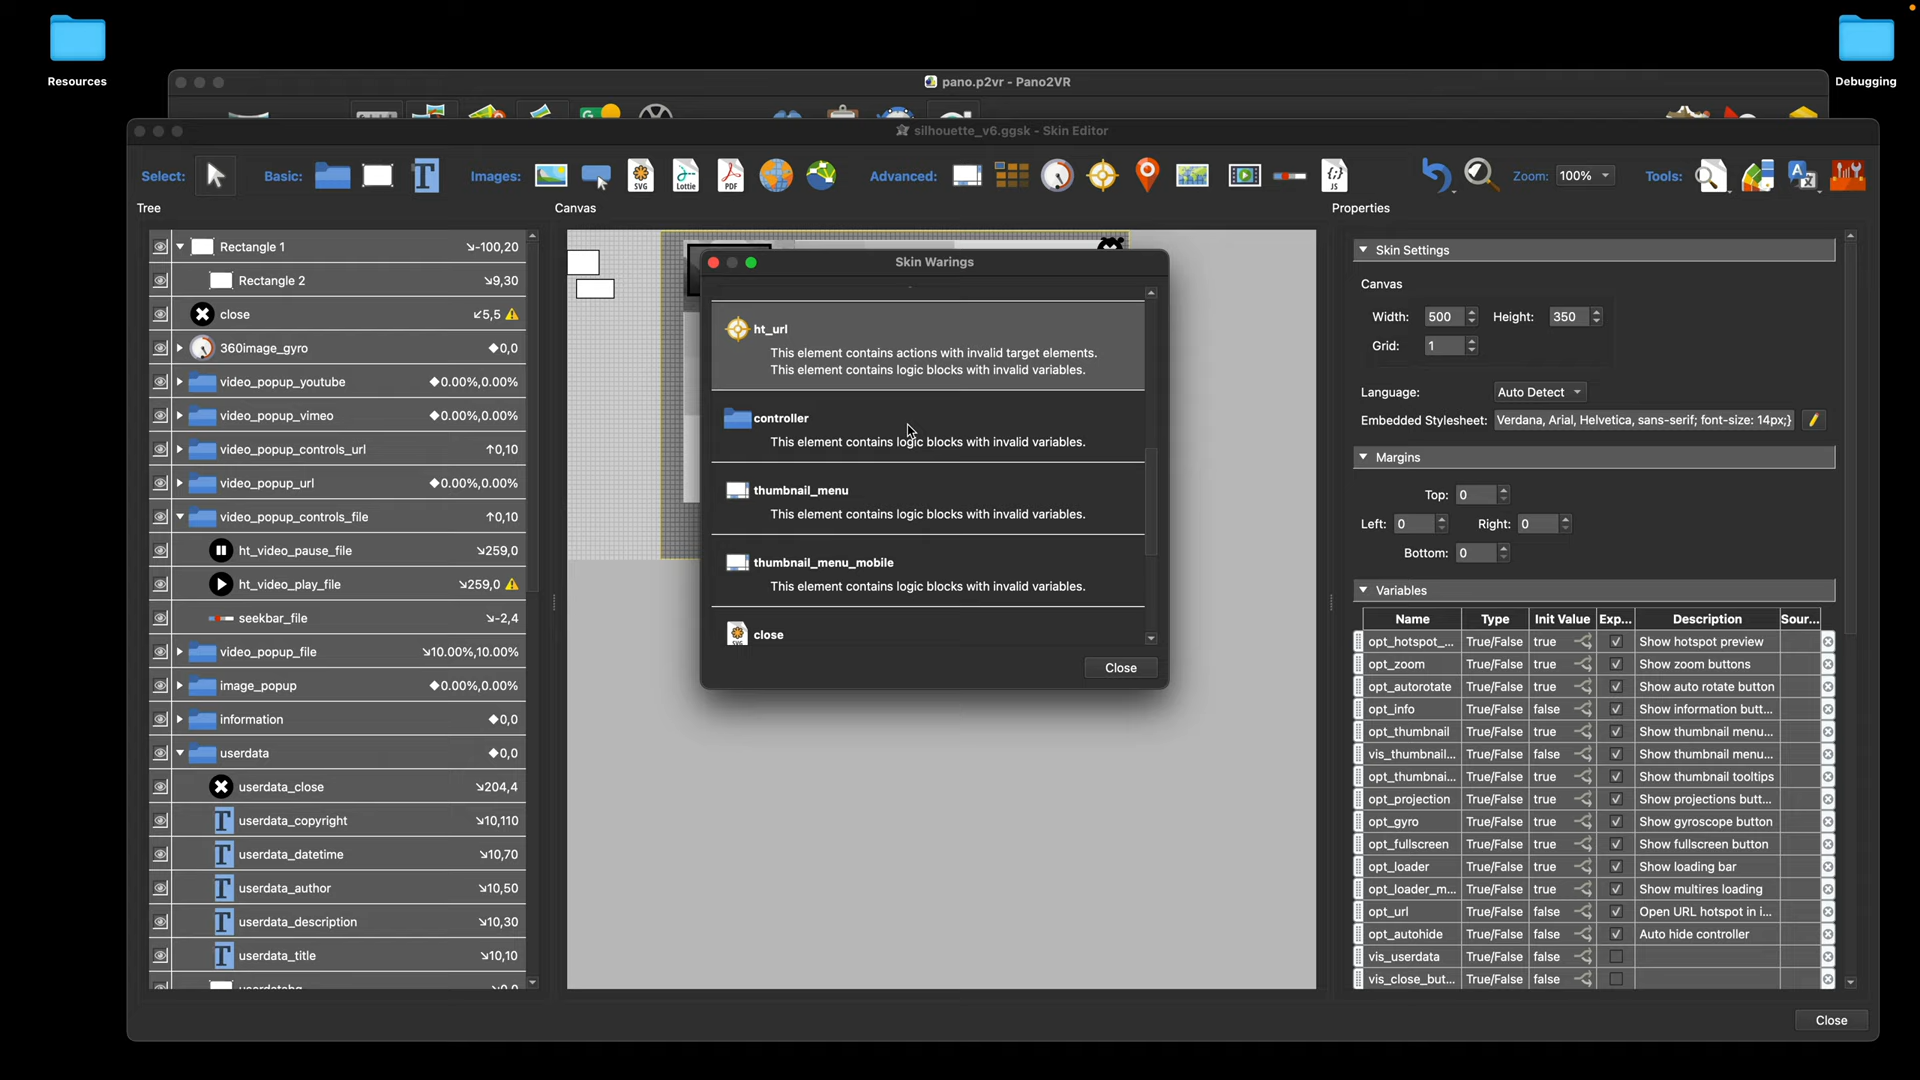 Resources
Debugging
pano.p2vr - Pano2VR
silhouette_v6.ggsk - Skin Editor
Select:
Basic:
T
Images:
SVG
Lottie
PDF
Advanced:
JS
Zoom:
100%
Tools:
Tree
Canvas
Properties
Rectangle 1
↘-100,20
Rectangle 2
↘9,30
close
↙5,5
360image_gyro
◆0,0
video_popup_youtube
◆0.00%,0.00%
video_popup_vimeo
◆0.00%,0.00%
video_popup_controls_url
↑0,10
video_popup_url
◆0.00%,0.00%
video_popup_controls_file
↑0,10
ht_video_pause_file
↘259,0
ht_video_play_file
↘259,0
seekbar_file
↘-2,4
video_popup_file
↘10.00%,10.00%
image_popup
◆0.00%,0.00%
information
◆0,0
userdata
◆0,0
userdata_close
↘204,4
userdata_copyright
↘10,110
userdata_datetime
↘10,70
userdata_author
↘10,50
userdata_description
↘10,30
userdata_title
↘10,10
Skin Warings
ht_url
This element contains actions with invalid target elements.
This element contains logic blocks with invalid variables.
controller
This element contains logic blocks with invalid variables.
thumbnail_menu
This element contains logic blocks with invalid variables.
thumbnail_menu_mobile
This element contains logic blocks with invalid variables.
close
Close
Skin Settings
Canvas
Width: 500 Height: 350
Grid: 1
Language: Auto Detect
Embedded Stylesheet: Verdana, Arial, Helvetica, sans-serif; font-size: 14px;}
Margins
Top: 0
Left: 0 Right: 0
Bottom: 0
Variables
Name Type Init Value Exp... Description Sour...
opt_hotspot_... True/False true Show hotspot preview
opt_zoom True/False true Show zoom buttons
opt_autorotate True/False true Show auto rotate button
opt_info True/False false Show information butt...
opt_thumbnail True/False true Show thumbnail menu...
vis_thumbnail... True/False false Show thumbnail menu...
opt_thumbnai... True/False true Show thumbnail tooltips
opt_projection True/False true Show projections butt...
opt_gyro True/False true Show gyroscope button
opt_fullscreen True/False true Show fullscreen button
opt_loader True/False true Show loading bar
opt_loader_m... True/False true Show multires loading
opt_url True/False false Open URL hotspot in i...
opt_autohide True/False false Auto hide controller
vis_userdata True/False false
vis_close_but... True/False false
Close